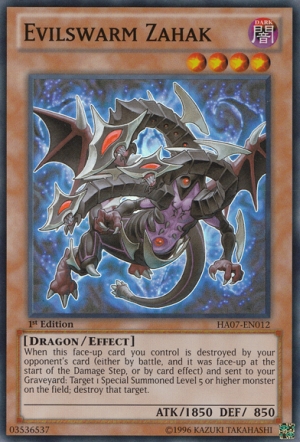 EVILSWARM ZAHAK
DARK
闇
1st Edition
HA07-EN012
[DRAGON / EFFECT]
When this face-up card you control is destroyed by your
opponent's card (either by battle, and it was face-up at
the start of the Damage Step, or by card effect) and sent to
your Graveyard: Target 1 Special Summoned Level 5 or higher monster
on the field; destroy that target.
ATK/1850 DEF/ 850
03536537
©1996 KAZUKI TAKAHASHI